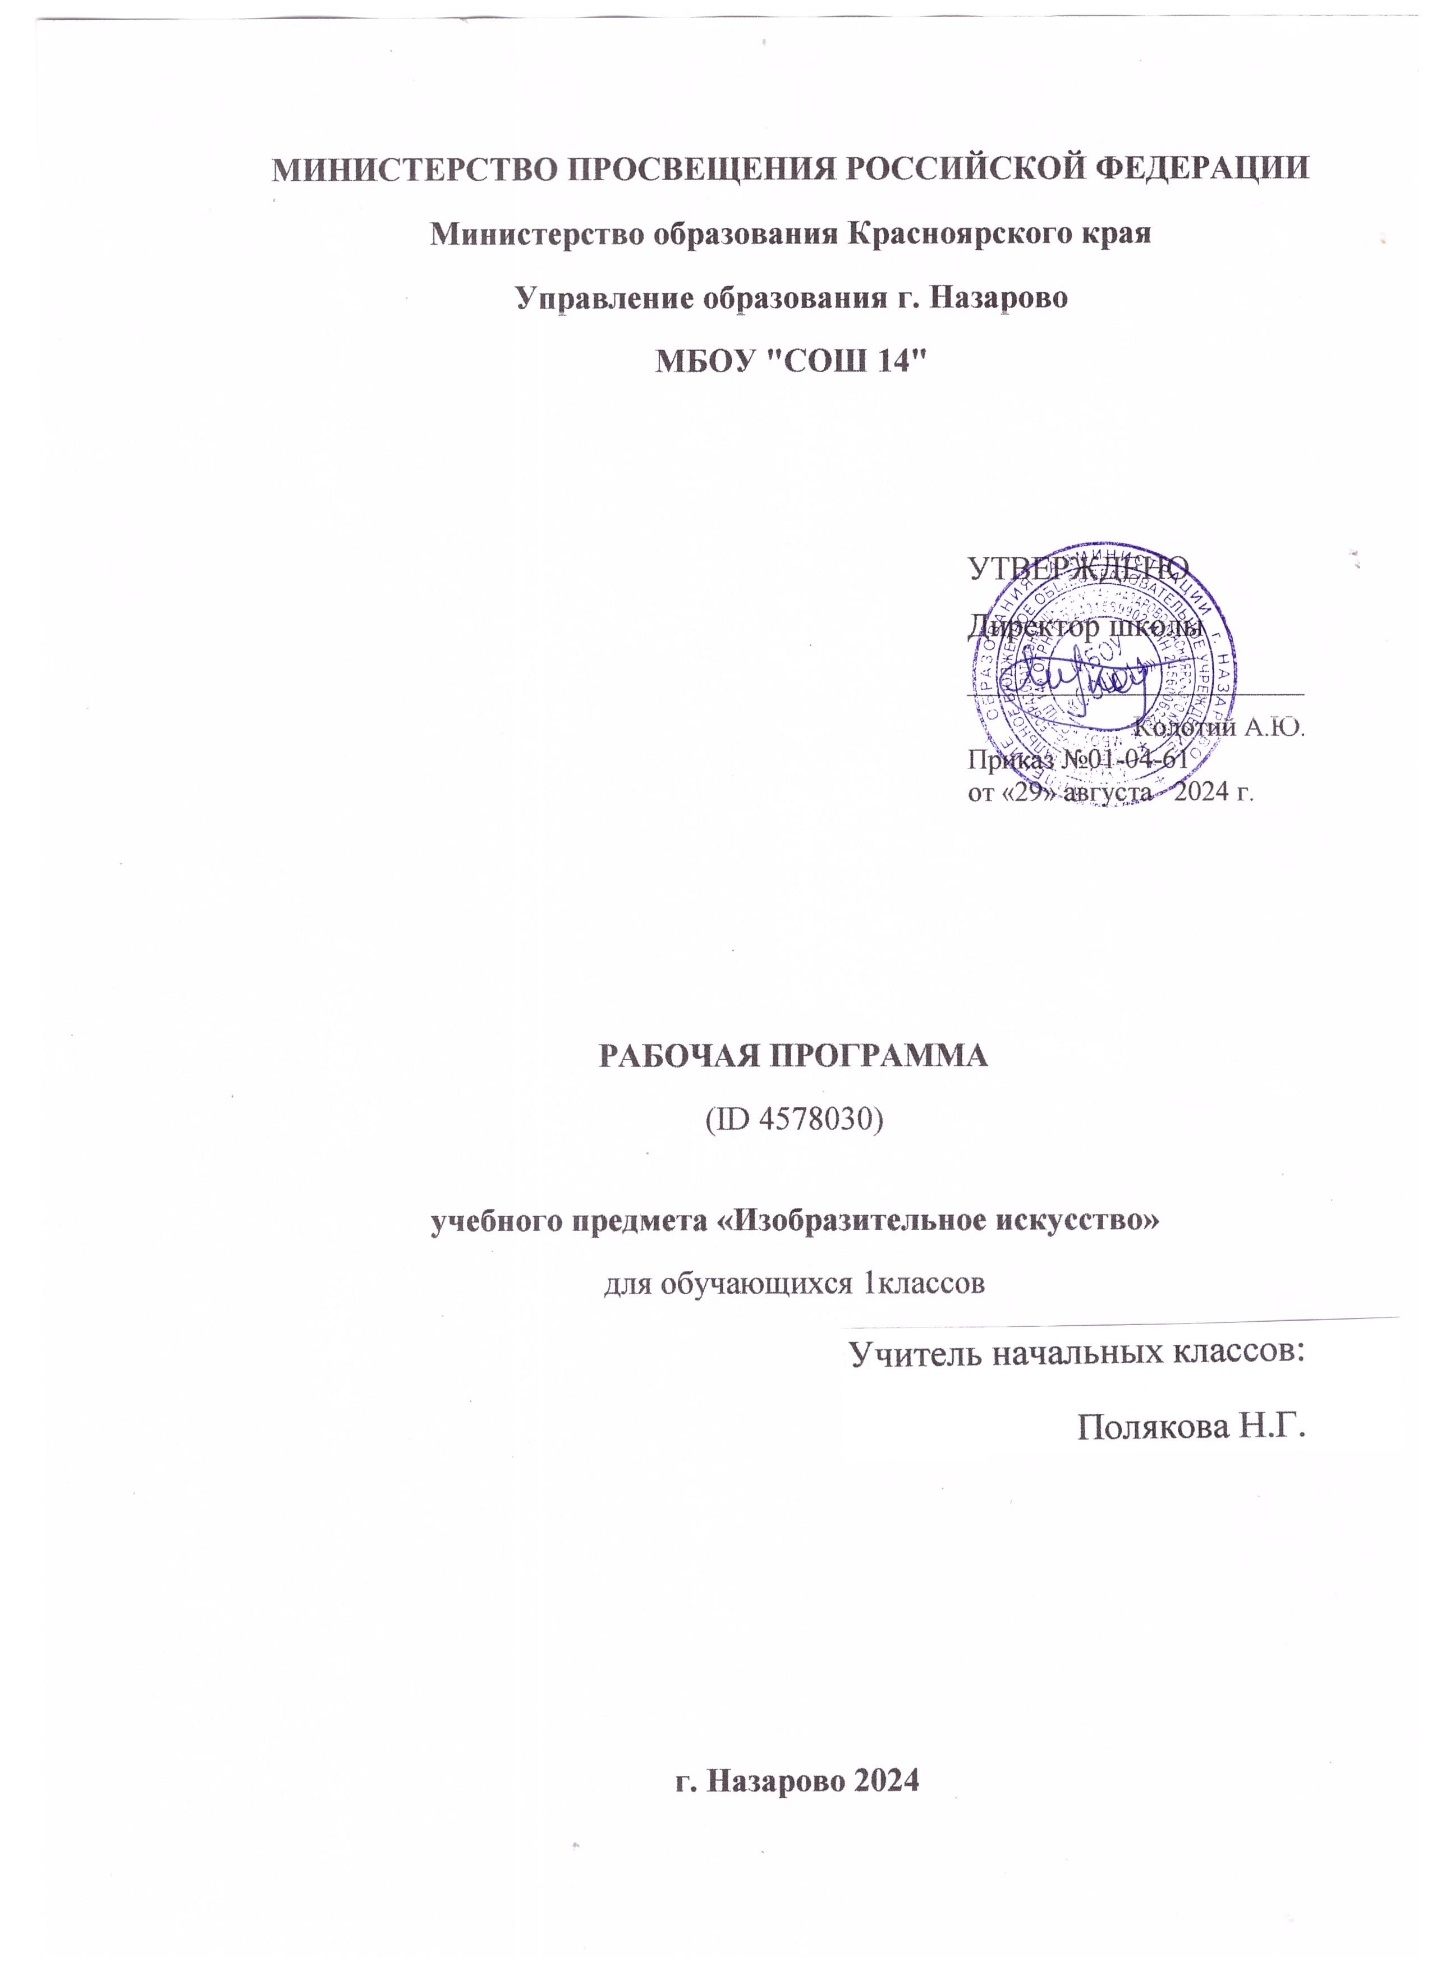 МИНИСТЕРСТВО ПРОСВЕЩЕНИЯ РОССИЙСКОЙ ФЕДЕРАЦИИ
Министерство образования Красноярского края
Управление образования г. Назарово
МБОУ "СОШ 14"
УТВЕРЖДЕНО
Директор школы
Колотий А.Ю.
Приказ №01-04-61
от «29» августа 2024 г.
РАБОЧАЯ ПРОГРАММА
(ID 4578030)
учебного предмета «Изобразительное искусство»
для обучающихся 1классов
Учитель начальных классов:
Полякова Н.Г.
г. Назарово 2024